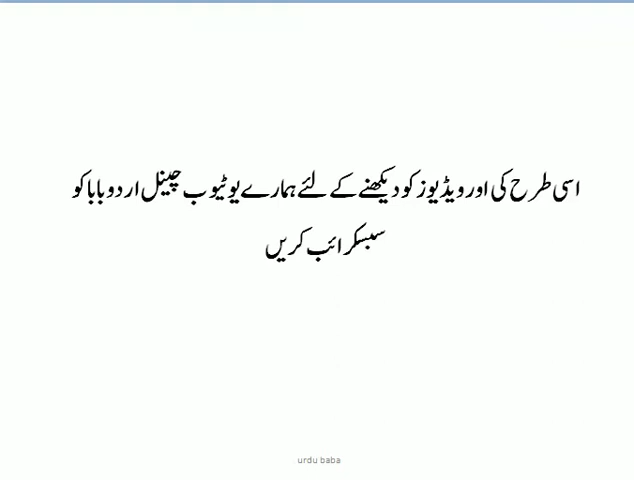 اسی طرح کی اور ویڈیوز کو دیکھنے کے لئے ہمارے یوٹیوب چینل اردو بابا کو
سبسکرائب کریں
urdu baba